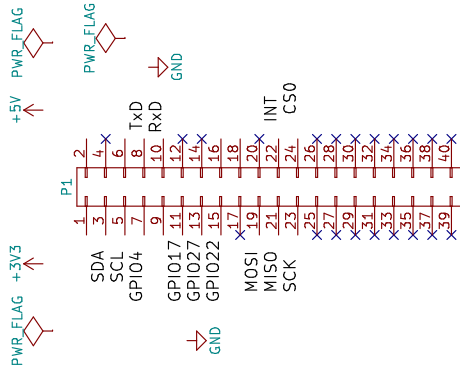 PWR_FLAG
PWR_FLAG
GND
+5V
TxD
RxD
INT
CS0
2
4
6
8
10
12
14
16
18
20
22
24
26
28
30
32
34
36
38
40
P1
1
3
5
7
9
11
13
15
17
19
21
23
25
27
29
31
33
35
37
39
+3V3
SDA
SCL
GPIO4
GPIO17
GPIO27
GPIO22
MOSI
MISO
SCK
PWR_FLAG
GND